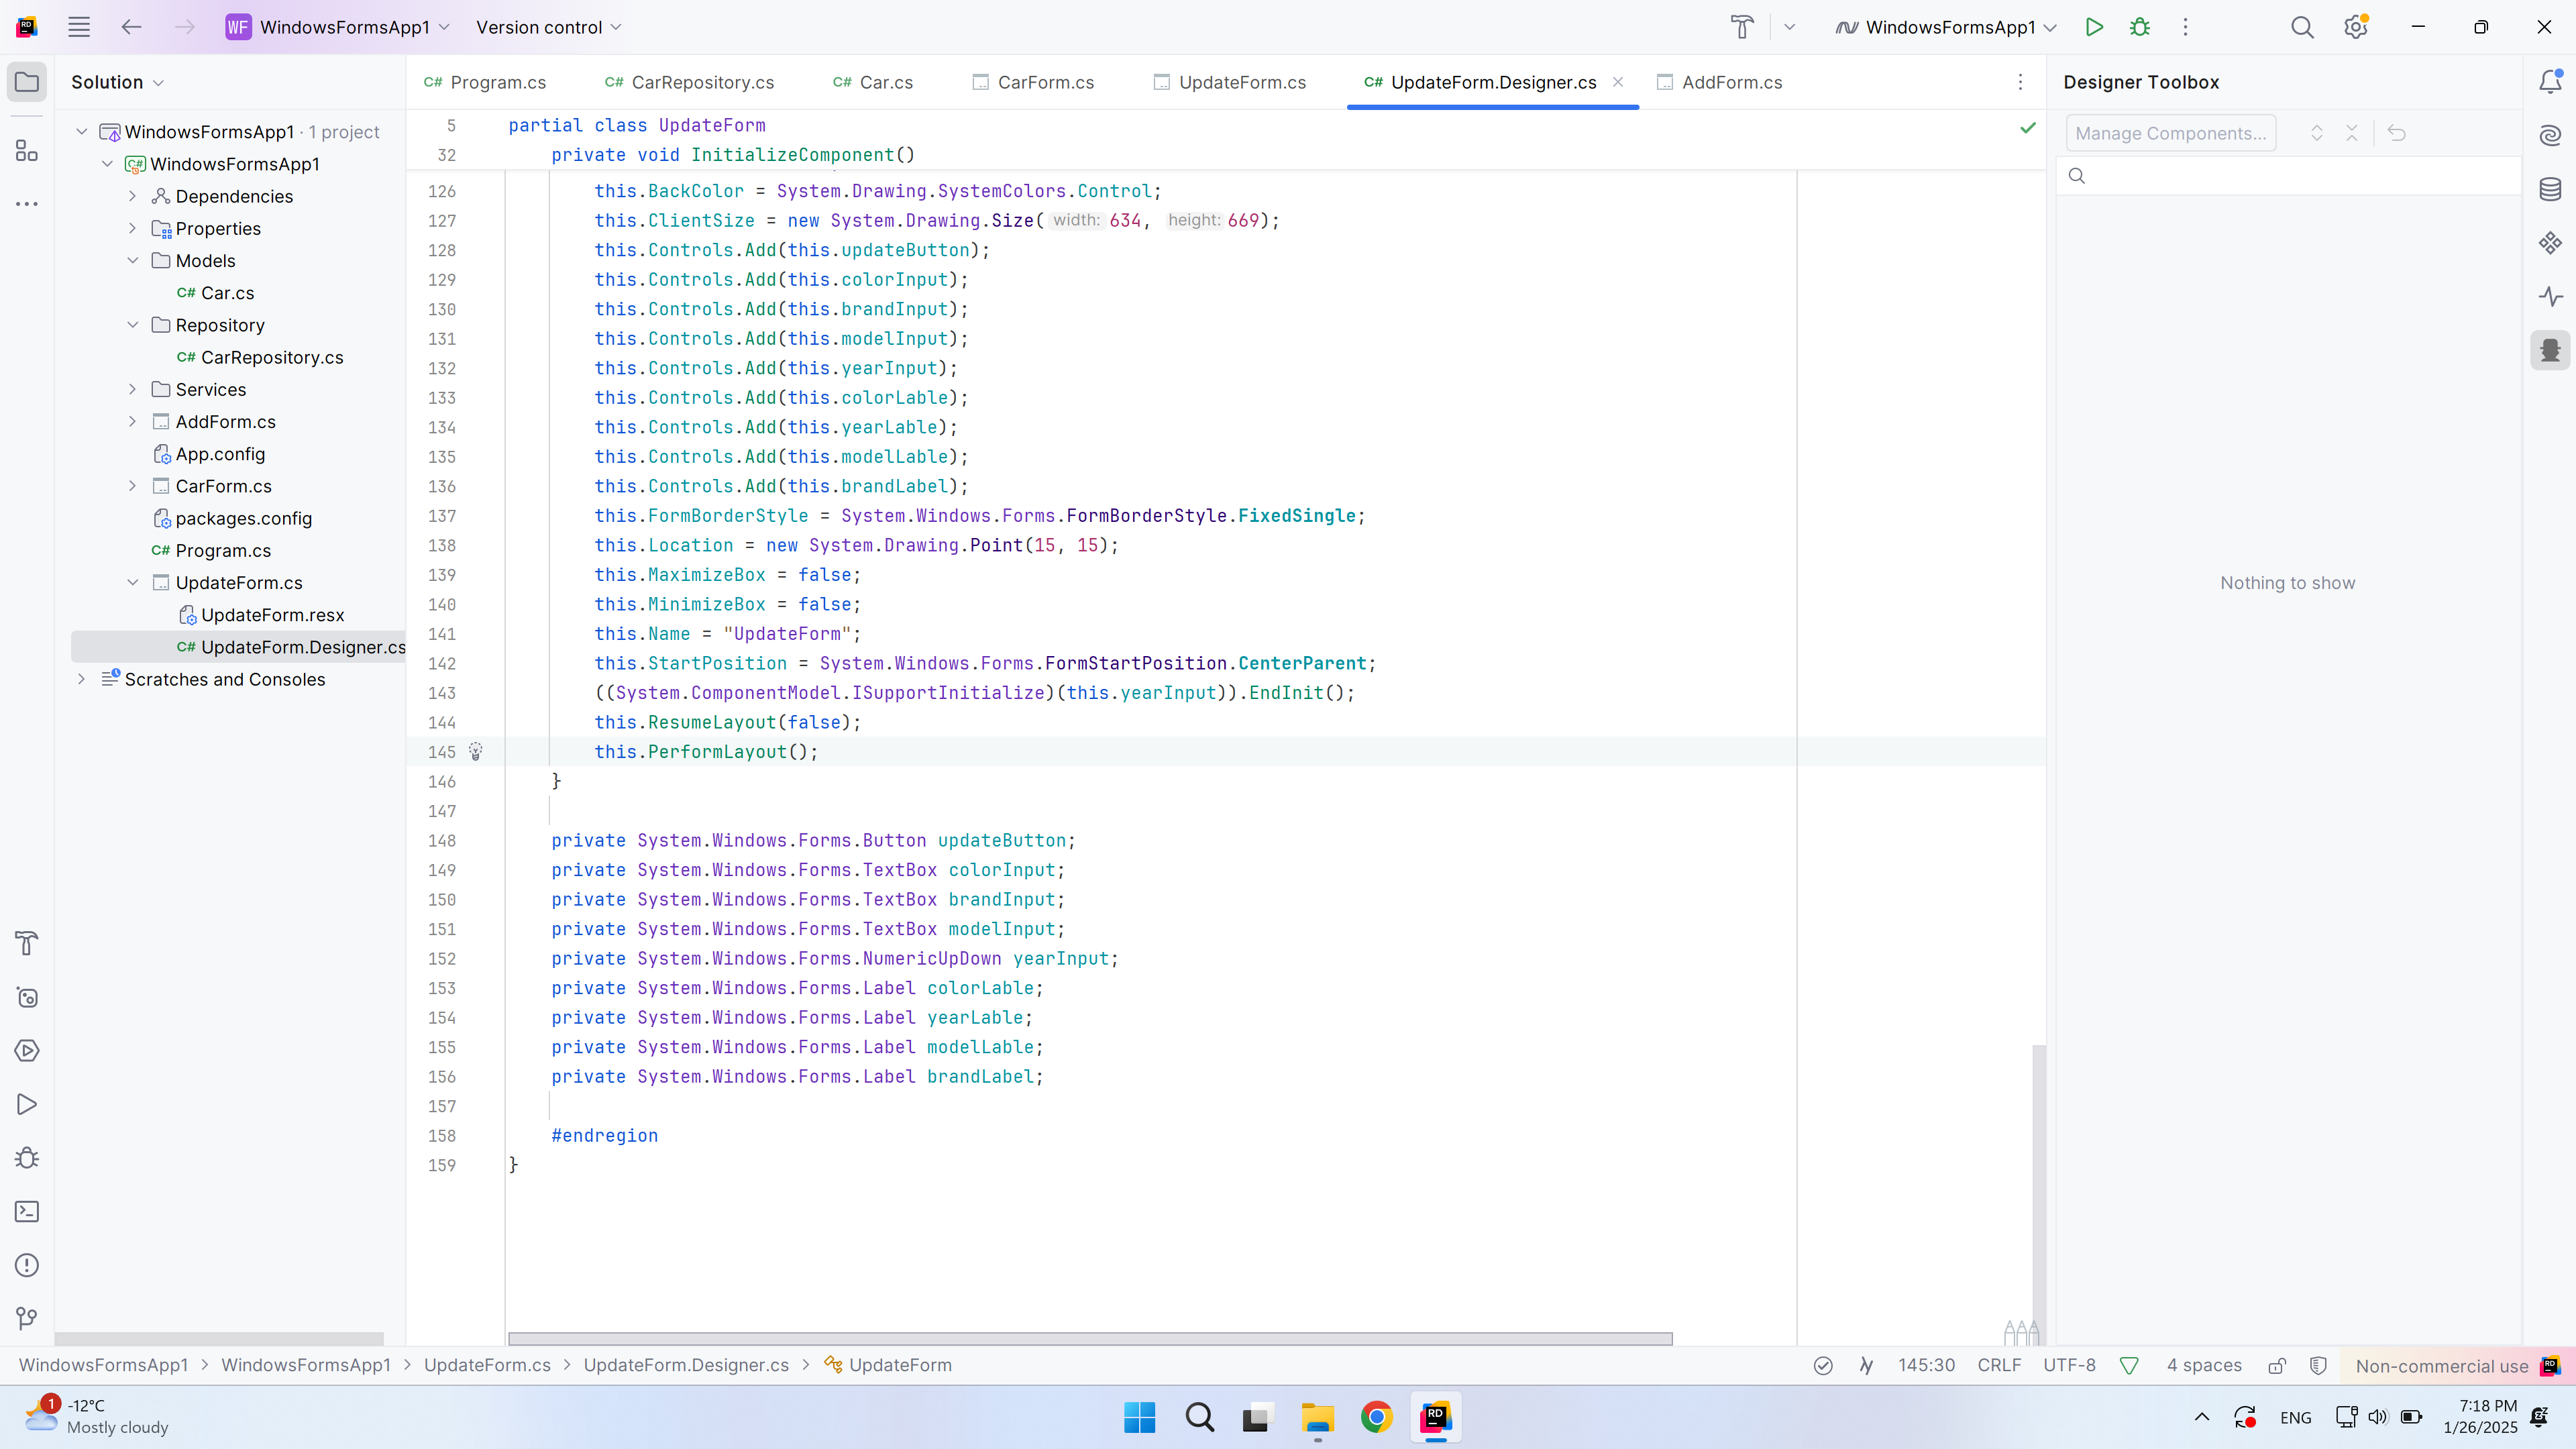 WF WindowsFormsApp1
Version control
WindowsFormsApp1
Solution
WindowsFormsApp1 · 1 project
WindowsFormsApp1
Dependencies
Properties
Models
C# Car.cs
Repository
C# CarRepository.cs
Services
AddForm.cs
App.config
CarForm.cs
packages.config
C# Program.cs
UpdateForm.cs
UpdateForm.resx
C# UpdateForm.Designer.cs
Scratches and Consoles
C# Program.cs
C# CarRepository.cs
C# Car.cs
CarForm.cs
UpdateForm.cs
C# UpdateForm.Designer.cs
AddForm.cs
5 partial class UpdateForm
32 private void InitializeComponent()
126 this.BackColor = System.Drawing.SystemColors.Control;
127 this.ClientSize = new System.Drawing.Size( width: 634, height: 669);
128 this.Controls.Add(this.updateButton);
129 this.Controls.Add(this.colorInput);
130 this.Controls.Add(this.brandInput);
131 this.Controls.Add(this.modelInput);
132 this.Controls.Add(this.yearInput);
133 this.Controls.Add(this.colorLable);
134 this.Controls.Add(this.yearLable);
135 this.Controls.Add(this.modelLable);
136 this.Controls.Add(this.brandLabel);
137 this.FormBorderStyle = System.Windows.Forms.FormBorderStyle.FixedSingle;
138 this.Location = new System.Drawing.Point(15, 15);
139 this.MaximizeBox = false;
140 this.MinimizeBox = false;
141 this.Name = "UpdateForm";
142 this.StartPosition = System.Windows.Forms.FormStartPosition.CenterParent;
143 ((System.ComponentModel.ISupportInitialize)(this.yearInput)).EndInit();
144 this.ResumeLayout(false);
145 this.PerformLayout();
146 }
147
148 private System.Windows.Forms.Button updateButton;
149 private System.Windows.Forms.TextBox colorInput;
150 private System.Windows.Forms.TextBox brandInput;
151 private System.Windows.Forms.TextBox modelInput;
152 private System.Windows.Forms.NumericUpDown yearInput;
153 private System.Windows.Forms.Label colorLable;
154 private System.Windows.Forms.Label yearLable;
155 private System.Windows.Forms.Label modelLable;
156 private System.Windows.Forms.Label brandLabel;
157
158 #endregion
159 }
Designer Toolbox
Manage Components...
Nothing to show
WindowsFormsApp1 > WindowsFormsApp1 > UpdateForm.cs > UpdateForm.Designer.cs > UpdateForm
145:30 CRLF UTF-8 4 spaces Non-commercial use
1
-12°C
Mostly cloudy
ENG
7:18 PM
1/26/2025